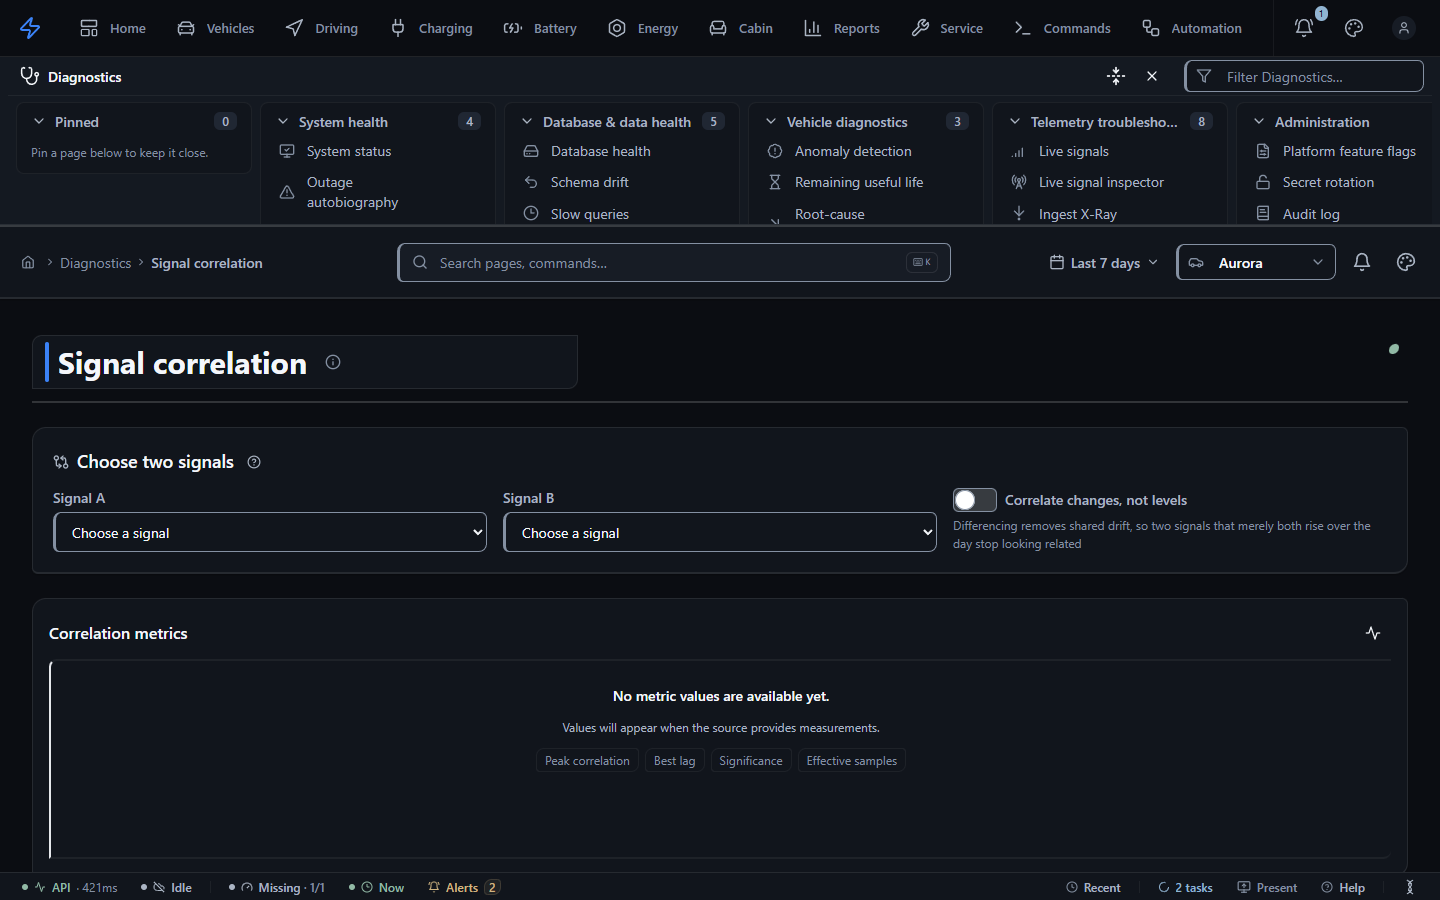 Home
Vehicles
Driving
Charging
Battery
Energy
Cabin
Reports
Service
Commands
Automation
1
Diagnostics
Filter Diagnostics...
Pinned
0
Pin a page below to keep it close.
System health
4
System status
Outage
autobiography
Database & data health
5
Database health
Schema drift
Slow queries
Vehicle diagnostics
3
Anomaly detection
Remaining useful life
Root-cause
Telemetry troublesho...
8
Live signals
Live signal inspector
Ingest X-Ray
Administration
Platform feature flags
Secret rotation
Audit log
Diagnostics
Signal correlation
Search pages, commands...
K
Last 7 days
Aurora
Signal correlation
Choose two signals
Signal A
Choose a signal
Signal B
Choose a signal
Correlate changes, not levels
Differencing removes shared drift, so two signals that merely both rise over the
day stop looking related
Correlation metrics
No metric values are available yet.
Values will appear when the source provides measurements.
Peak correlation
Best lag
Significance
Effective samples
API · 421ms
Idle
Missing · 1/1
Now
Alerts 2
Recent
2 tasks
Present
Help